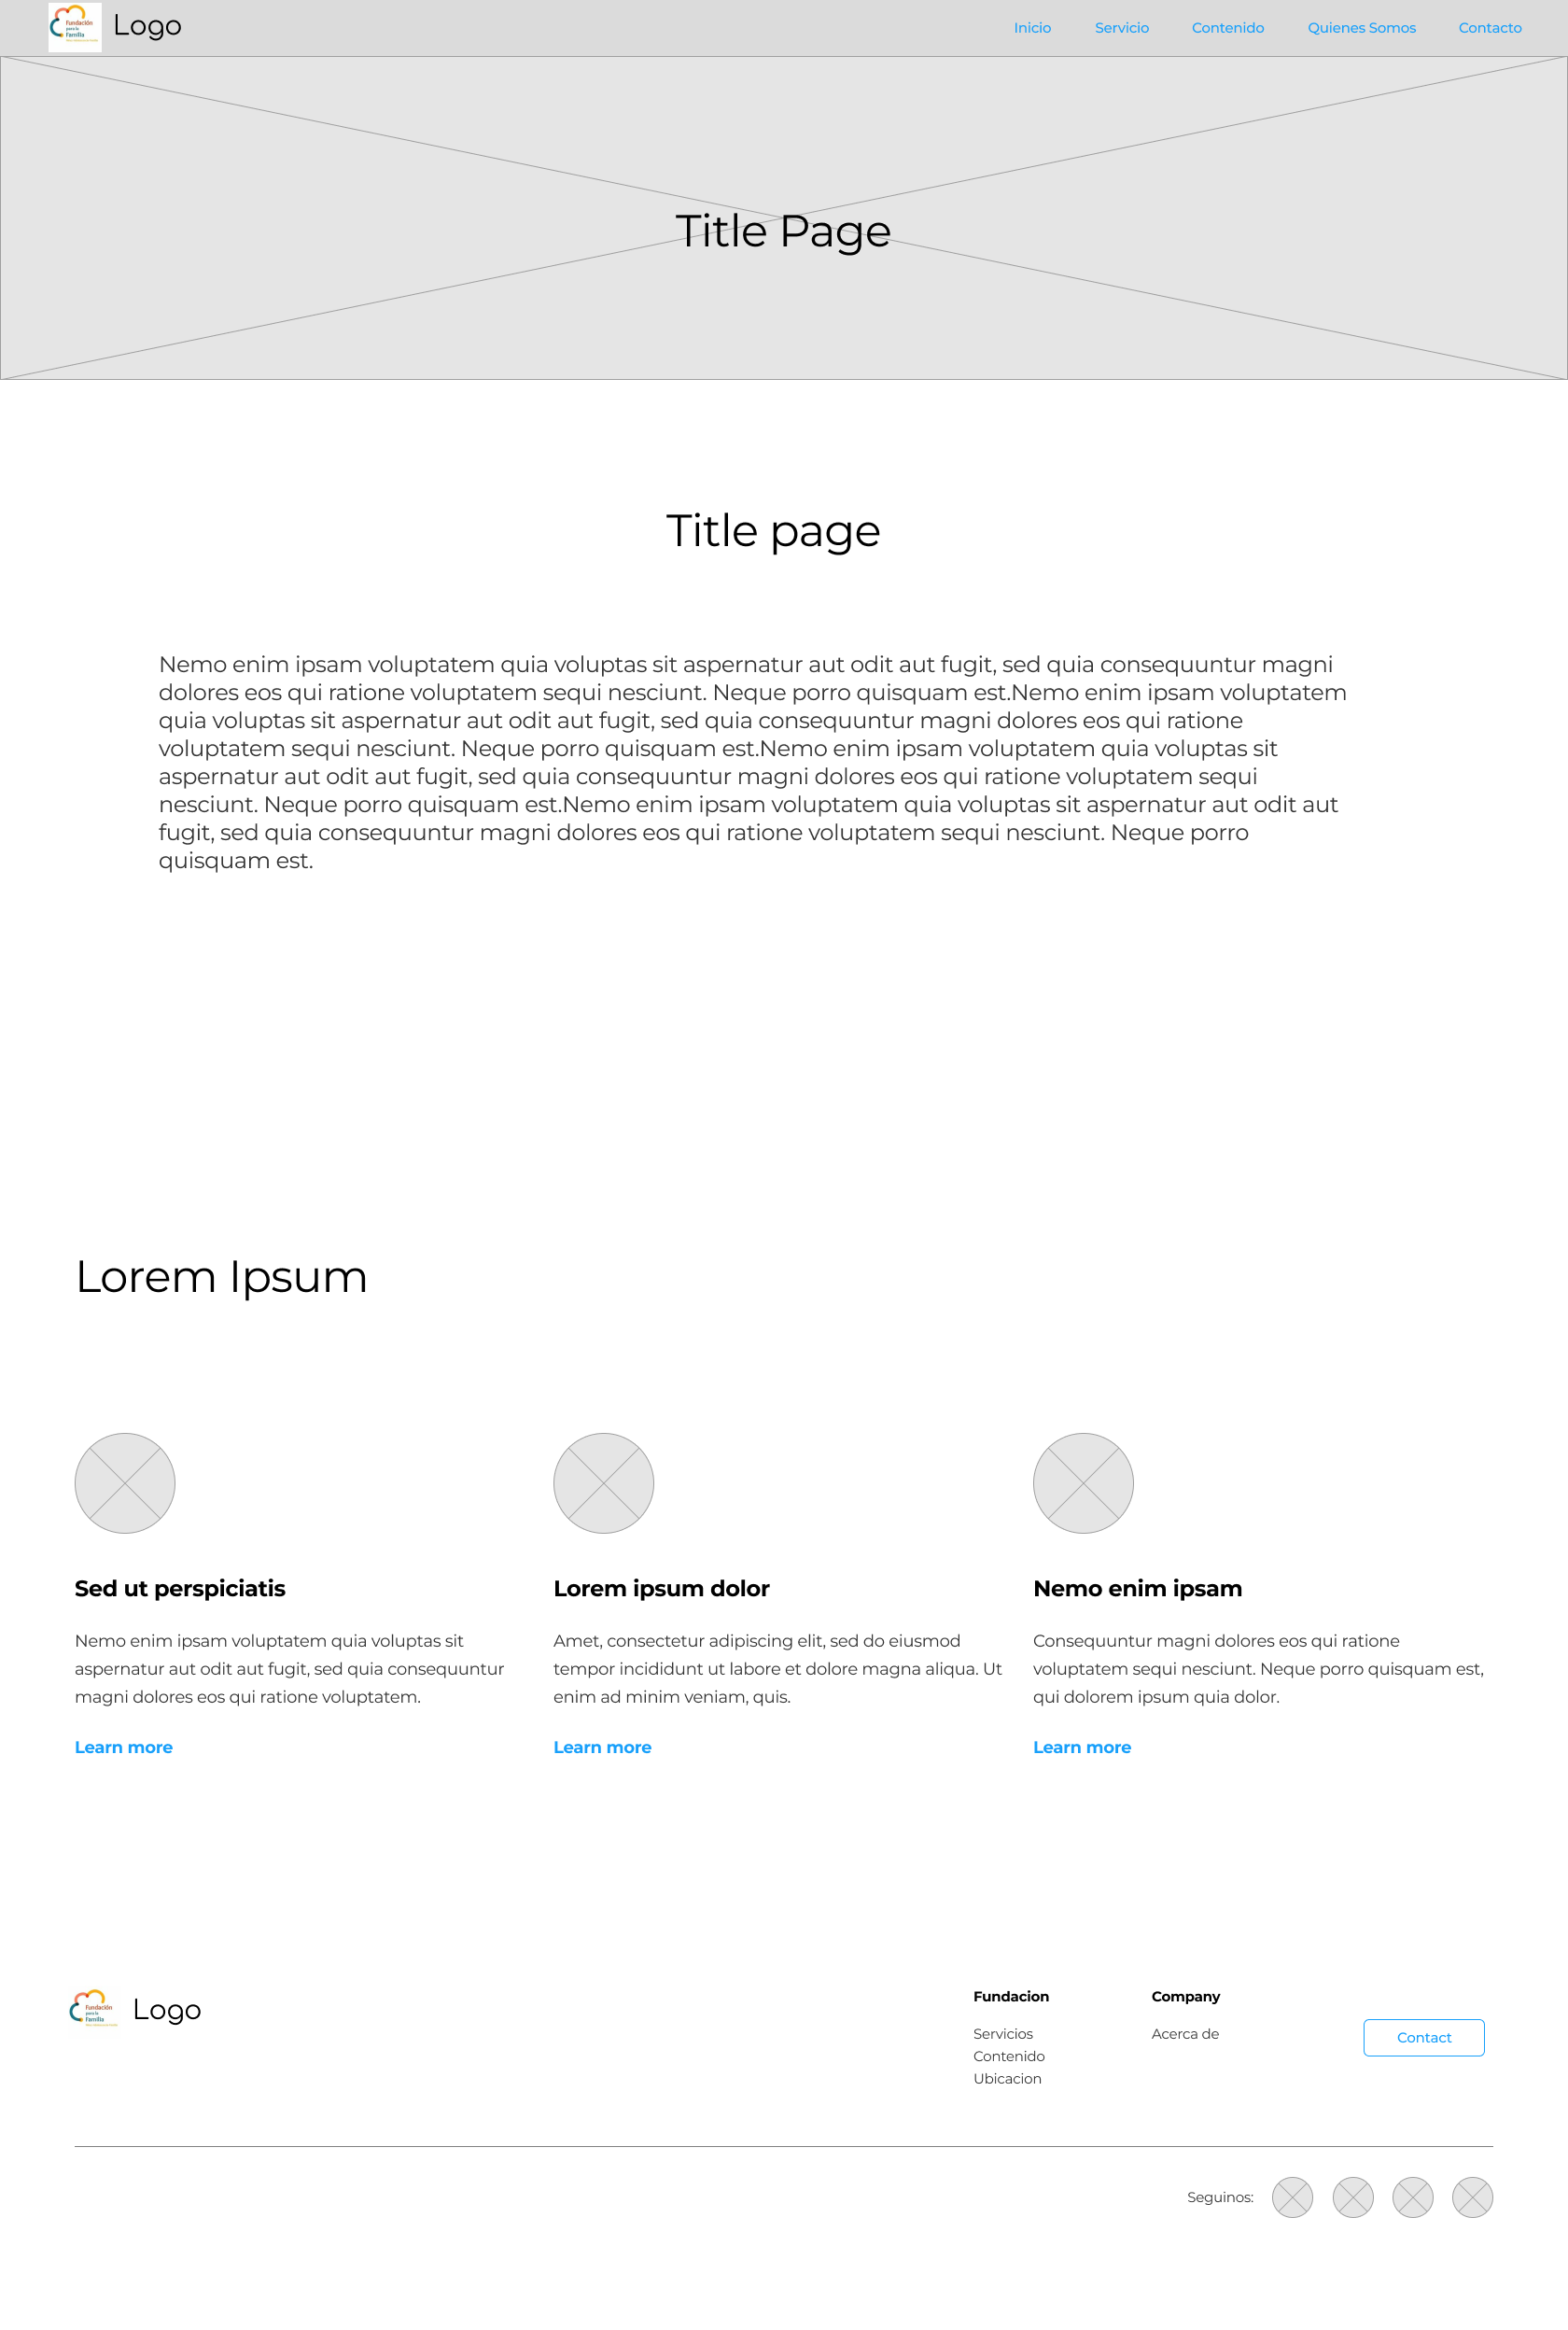 Fundación
para la
Familia
Logo
Inicio
Servicio
Contenido
Quienes Somos
Contacto
Title Page
Title page
Nemo enim ipsam voluptatem quia voluptas sit aspernatur aut odit aut fugit, sed quia consequuntur magni
dolores eos qui ratione voluptatem sequi nesciunt. Neque porro quisquam est.Nemo enim ipsam voluptatem
quia voluptas sit aspernatur aut odit aut fugit, sed quia consequuntur magni dolores eos qui ratione
voluptatem sequi nesciunt. Neque porro quisquam est.Nemo enim ipsam voluptatem quia voluptas sit
aspernatur aut odit aut fugit, sed quia consequuntur magni dolores eos qui ratione voluptatem sequi
nesciunt. Neque porro quisquam est.Nemo enim ipsam voluptatem quia voluptas sit aspernatur aut odit aut
fugit, sed quia consequuntur magni dolores eos qui ratione voluptatem sequi nesciunt. Neque porro
quisquam est.
Lorem Ipsum
Sed ut perspiciatis
Nemo enim ipsam voluptatem quia voluptas sit
aspernatur aut odit aut fugit, sed quia consequuntur
magni dolores eos qui ratione voluptatem.
Learn more
Lorem ipsum dolor
Amet, consectetur adipiscing elit, sed do eiusmod
tempor incididunt ut labore et dolore magna aliqua. Ut
enim ad minim veniam, quis.
Learn more
Nemo enim ipsam
Consequuntur magni dolores eos qui ratione
voluptatem sequi nesciunt. Neque porro quisquam est,
qui dolorem ipsum quia dolor.
Learn more
Fundación
para la
Familia
Logo
Fundacion
Servicios
Contenido
Ubicacion
Company
Acerca de
Contact
Seguinos: